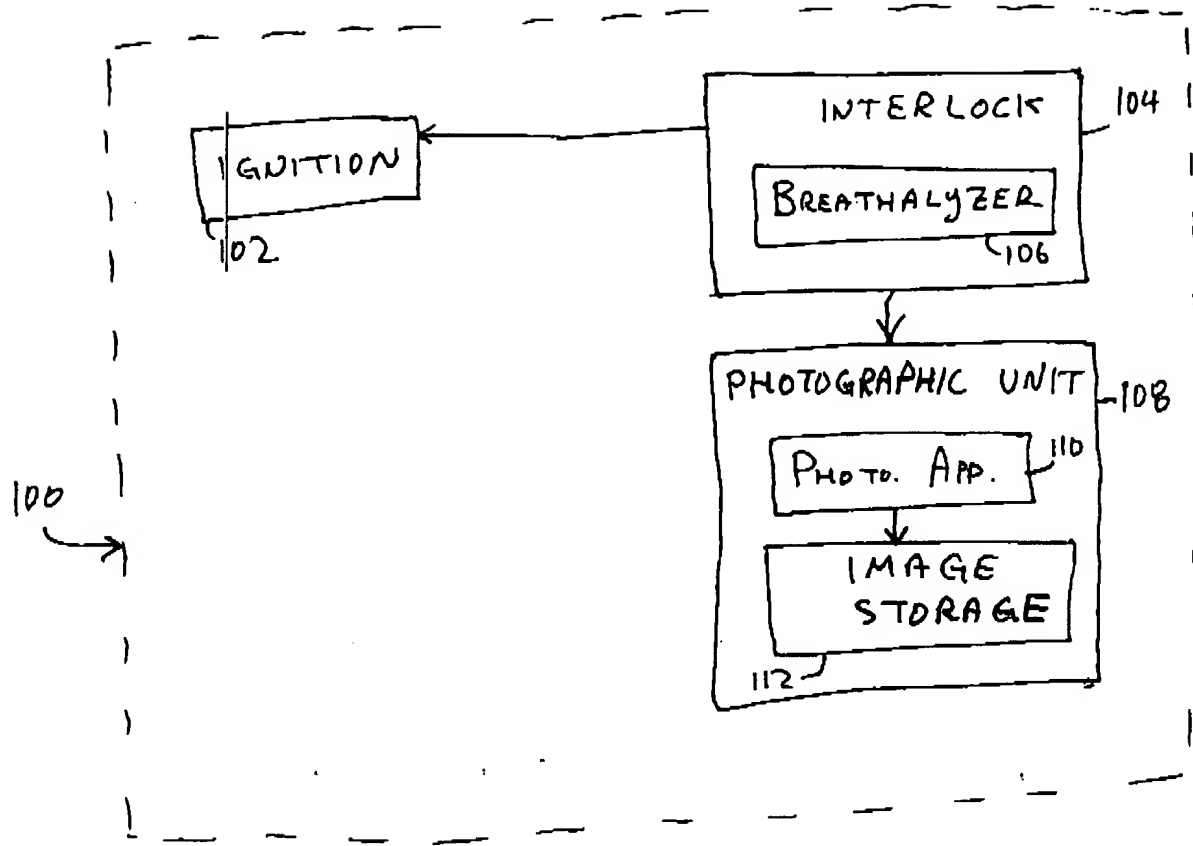 INTERLOCK
104
IGNITION
BREATHALYZER
102
106
PHOTOGRAPHIC UNIT
108
PHOTO. APP.
110
100
IMAGE
STORAGE
112